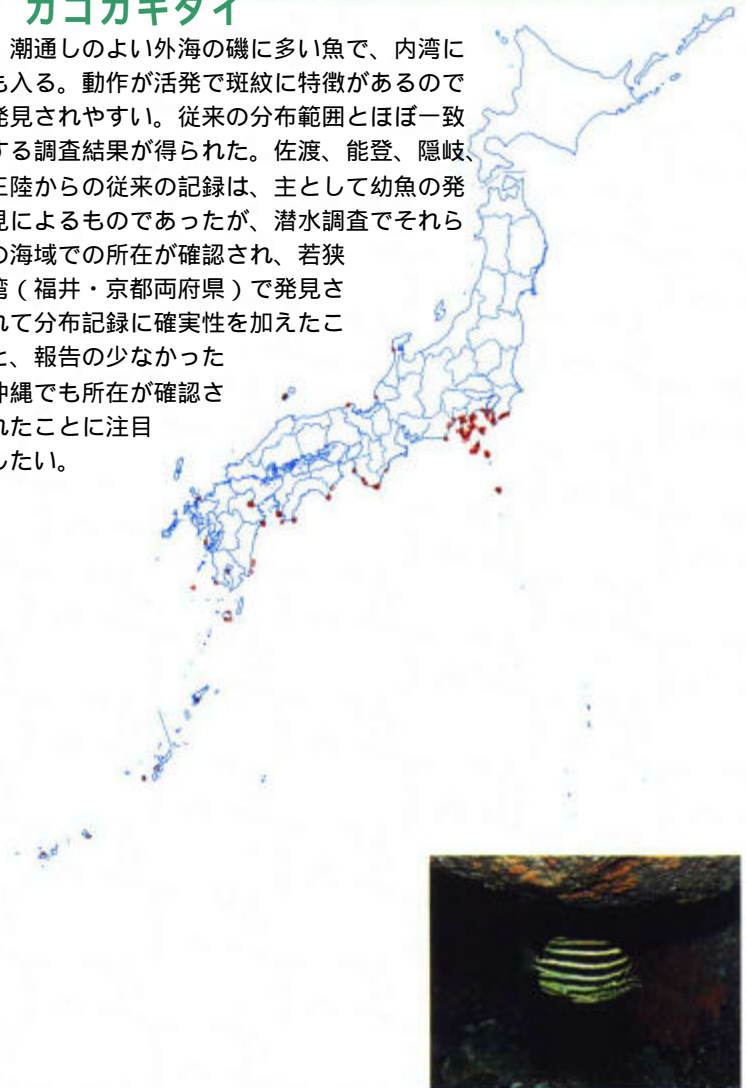 カゴカキダイ
潮通しのよい外海の磯に多い魚で、内湾に
も入る。動作が活発で斑紋に特徴があるので
発見されやすい。従来の分布範囲とほぼ一致
する調査結果が得られた。佐渡、能登、隠岐、
三陸からの従来の記録は、主として幼魚の発
見によるものであったが、潜水調査でそれら
の海域での所在が確認され、若狭
湾(福井・京都両府県)で発見さ
れて分布記録に確実性を加えたこ
と、報告の少なかった
沖縄でも所在が確認さ
れたことに注目
したい。